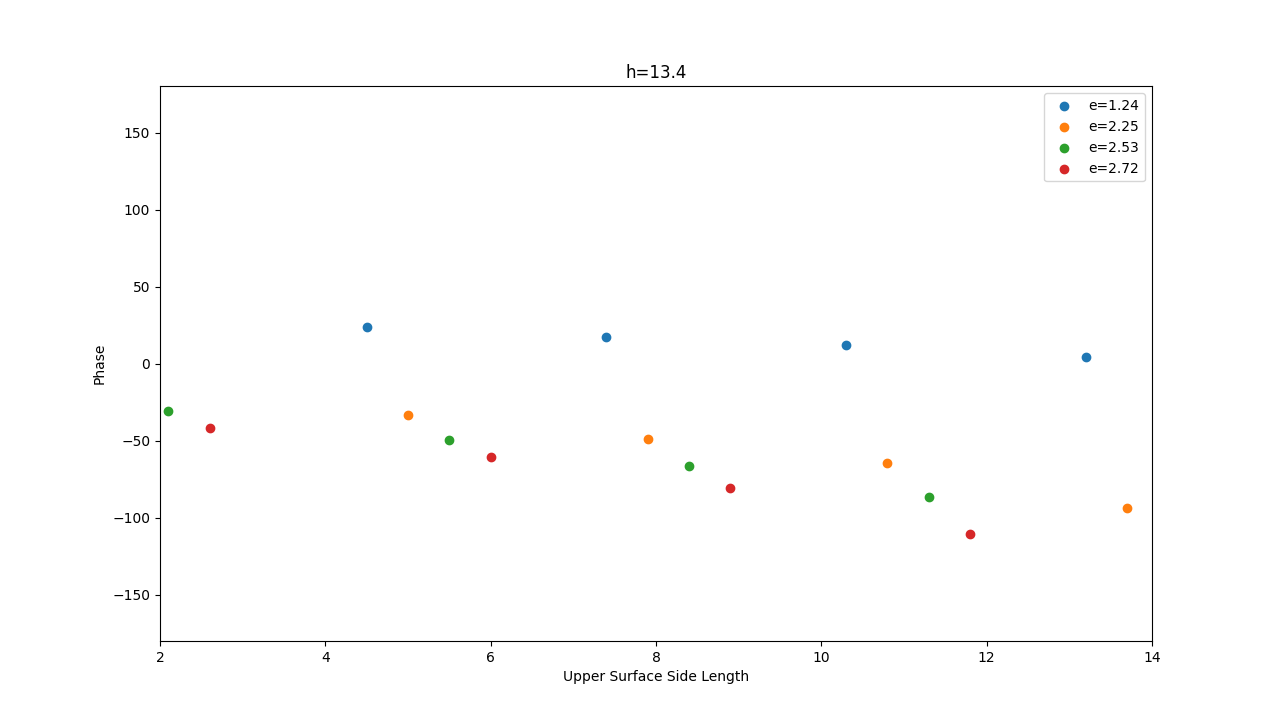 h=13.4
e=1.24
e=2.25
e=2.53
e=2.72
150
100
50
0
−50
−100
−150
Phase
2 4 6 8 10 12 14
Upper Surface Side Length